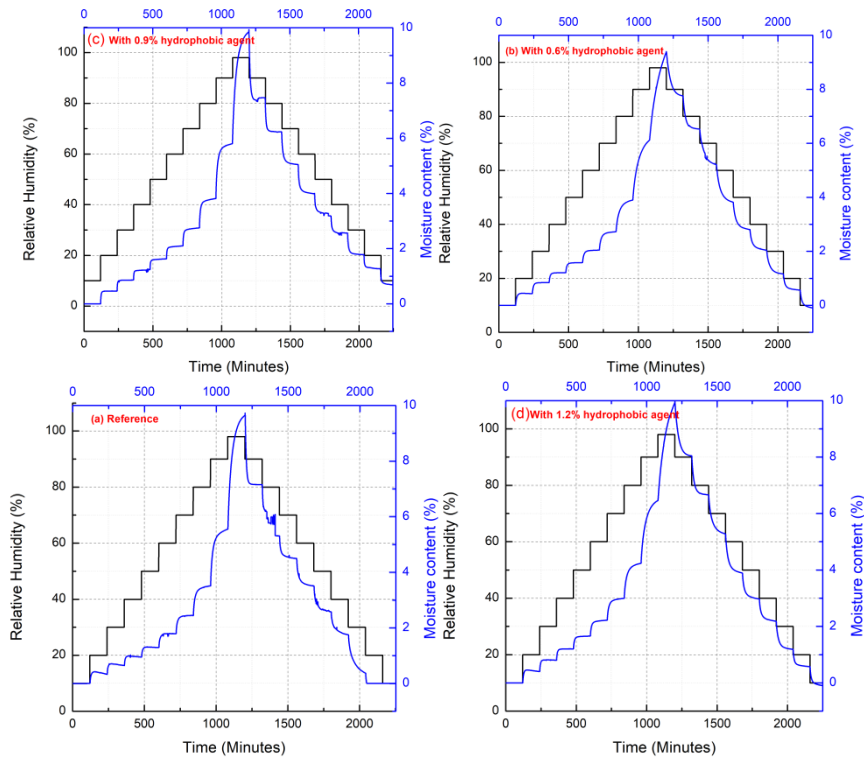 0 500 1000 1500 2000
(c) With 0.9% hydrophobic agent
Relative Humidity (%)
100
80
60
40
20
0
10
8
6
4
2
0
Moisture content (%)
0 500 1000 1500 2000
Time (Minutes)
0 500 1000 1500 2000
(b) With 0.6% hydrophobic agent
Relative Humidity (%)
100
80
60
40
20
0
10
8
6
4
2
0
Moisture content (%)
0 500 1000 1500 2000
Time (Minutes)
0 500 1000 1500 2000
(a) Reference
Relative Humidity (%)
100
80
60
40
20
0
10
8
6
4
2
0
Moisture content (%)
0 500 1000 1500 2000
Time (Minutes)
0 500 1000 1500 2000
(d) With 1.2% hydrophobic agent
Relative Humidity (%)
100
80
60
40
20
0
10
8
6
4
2
0
Moisture content (%)
0 500 1000 1500 2000
Time (Minutes)